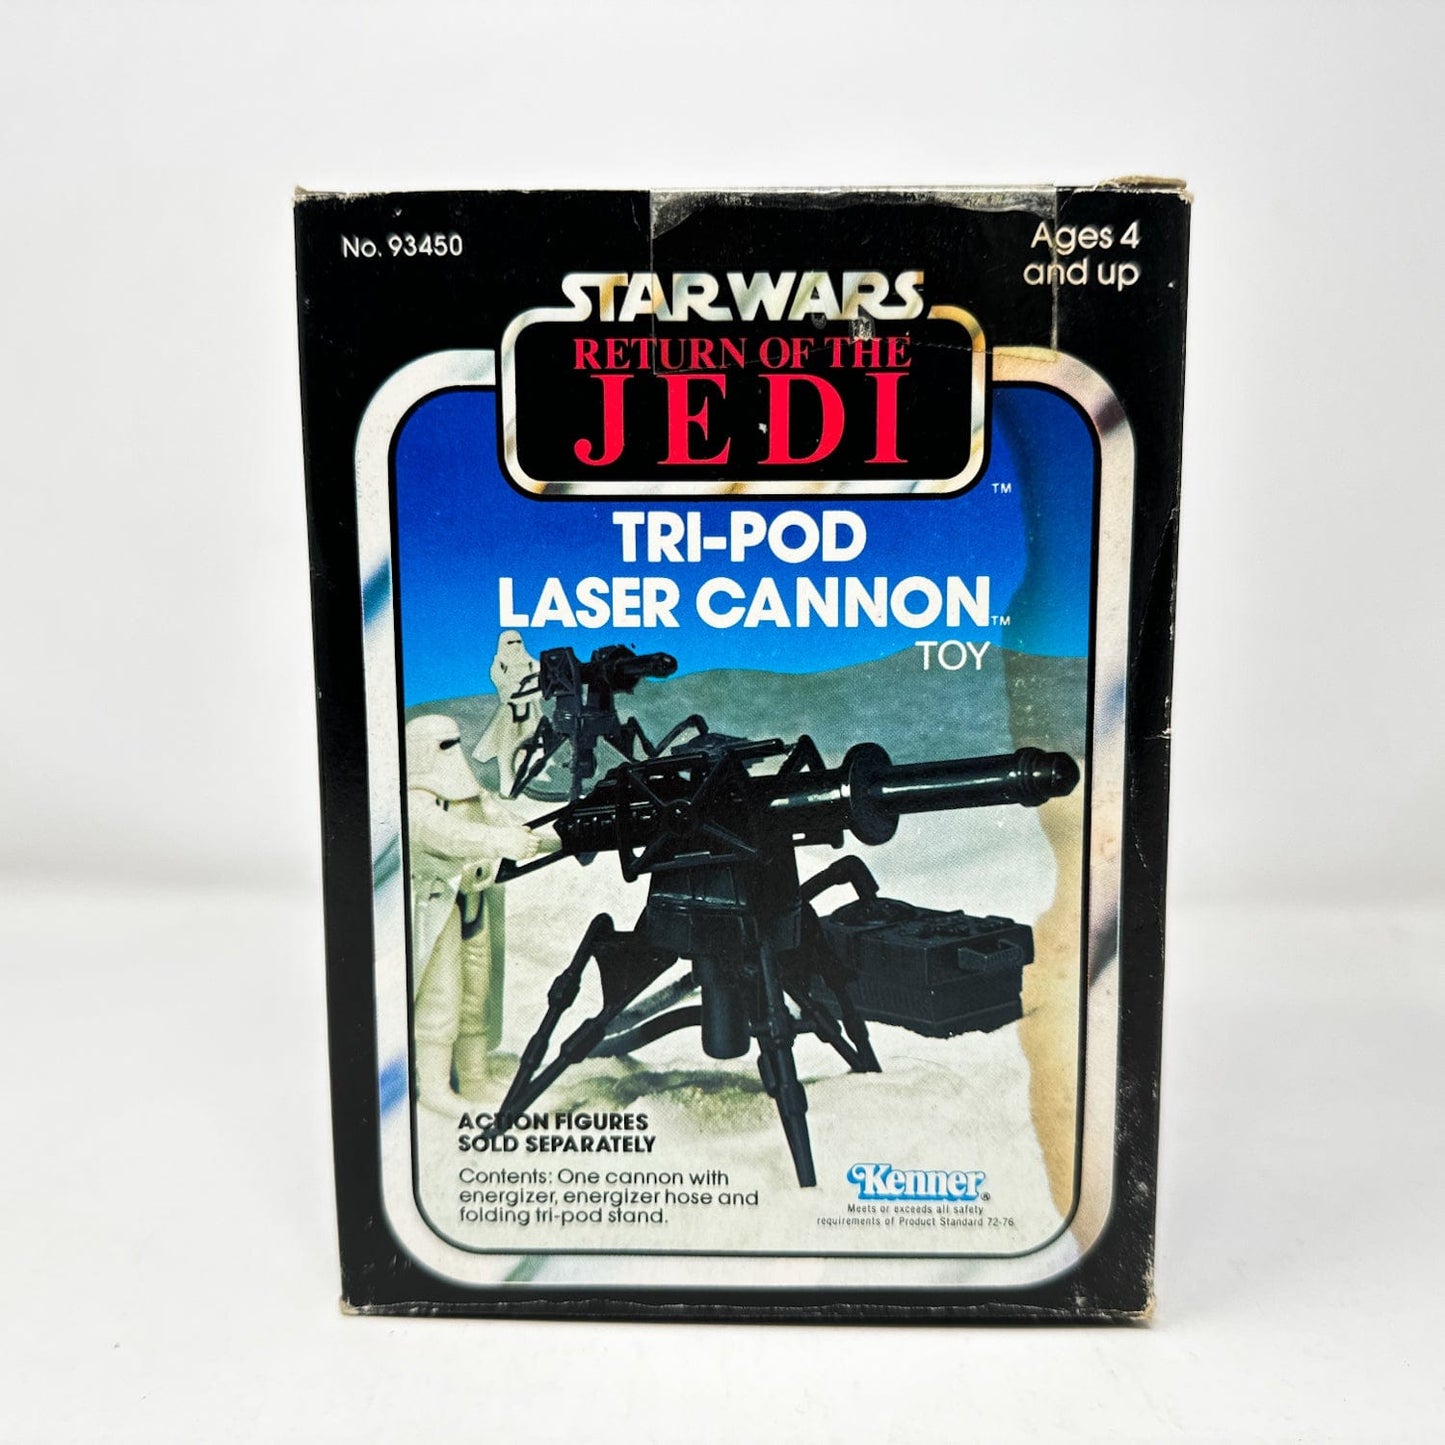 No. 93450
Ages 4
and up
STAR WARS
RETURN OF THE
JEDI
TM
TRI-POD
LASER CANNON TM
TOY
ACTION FIGURES
SOLD SEPARATELY
Contents: One cannon with
energizer, energizer hose and
folding tri-pod stand.
Kenner®
Meets or exceeds all safety
requirements of Product Standard 72-76